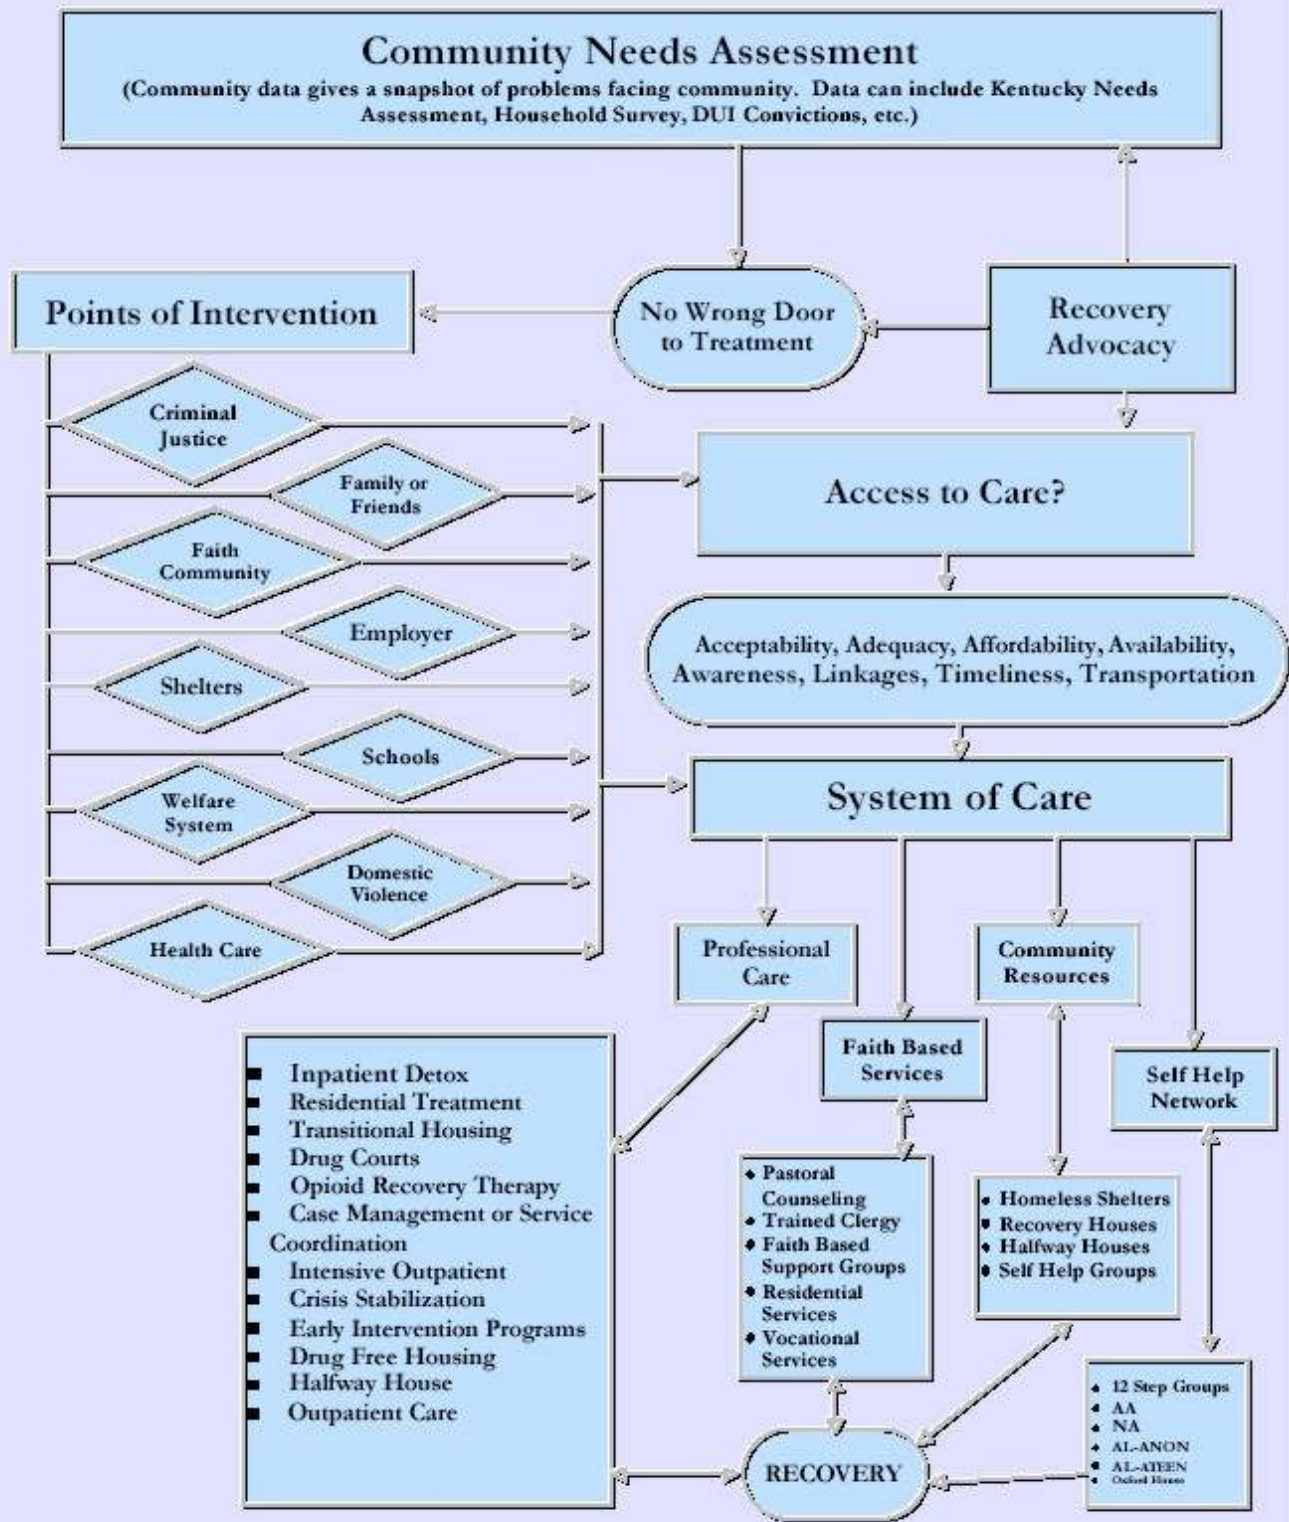 Community Needs Assessment
(Community data gives a snapshot of problems facing community. Data can include Kentucky Needs
Assessment, Household Survey, DUI Convictions, etc.)
Points of Intervention
No Wrong Door
to Treatment
Recovery
Advocacy
Criminal
Justice
Family or
Friends
Faith
Community
Employer
Shelters
Schools
Welfare
System
Domestic
Violence
Health Care
Access to Care?
Acceptability, Adequacy, Affordability, Availability,
Awareness, Linkages, Timeliness, Transportation
System of Care
Professional
Care
Faith Based
Services
Community
Resources
Self Help
Network
Inpatient Detox
Residential Treatment
Transitional Housing
Drug Courts
Opioid Recovery Therapy
Case Management or Service
Coordination
Intensive Outpatient
Crisis Stabilization
Early Intervention Programs
Drug Free Housing
Halfway House
Outpatient Care
Pastoral
Counseling
Trained Clergy
Faith Based
Support Groups
Residential
Services
Vocational
Services
Homeless Shelters
Recovery Houses
Halfway Houses
Self Help Groups
12 Step Groups
AA
NA
AL-ANON
AL-ATEEN
Oxford House
RECOVERY